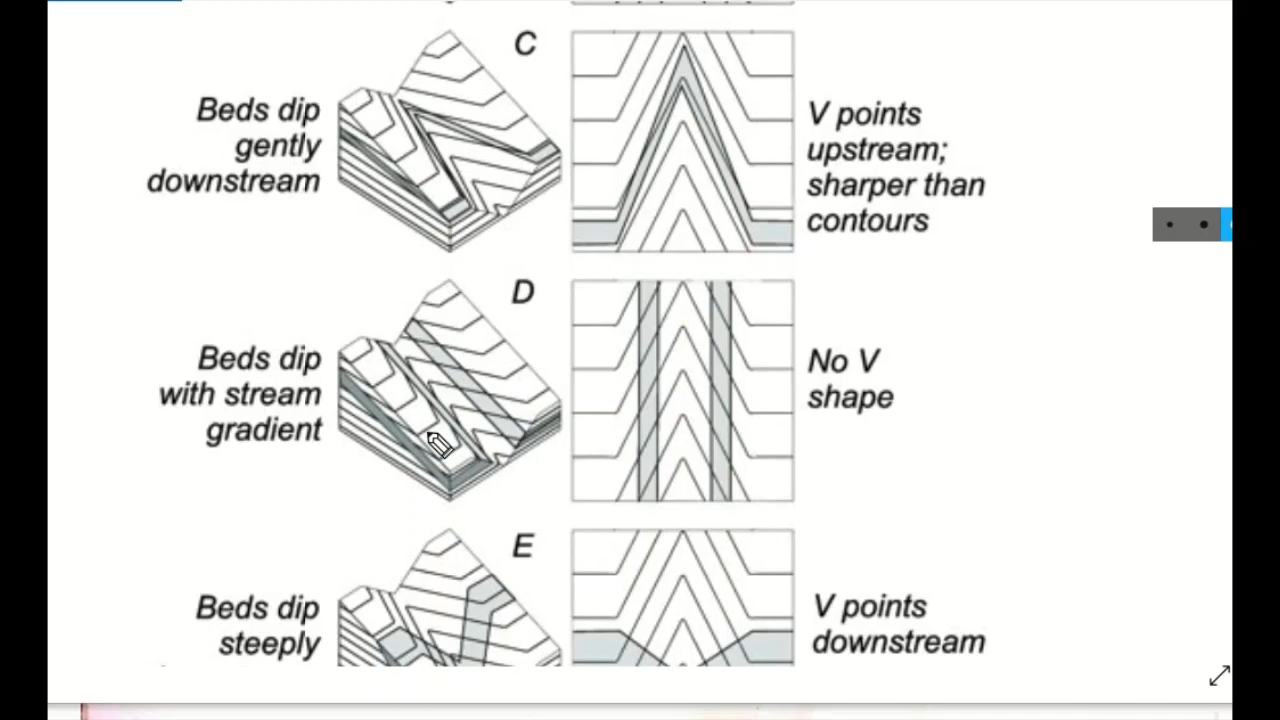 C
Beds dip
gently
downstream
V points
upstream;
sharper than
contours
D
Beds dip
with stream
gradient
No V
shape
E
Beds dip
steeply
V points
downstream